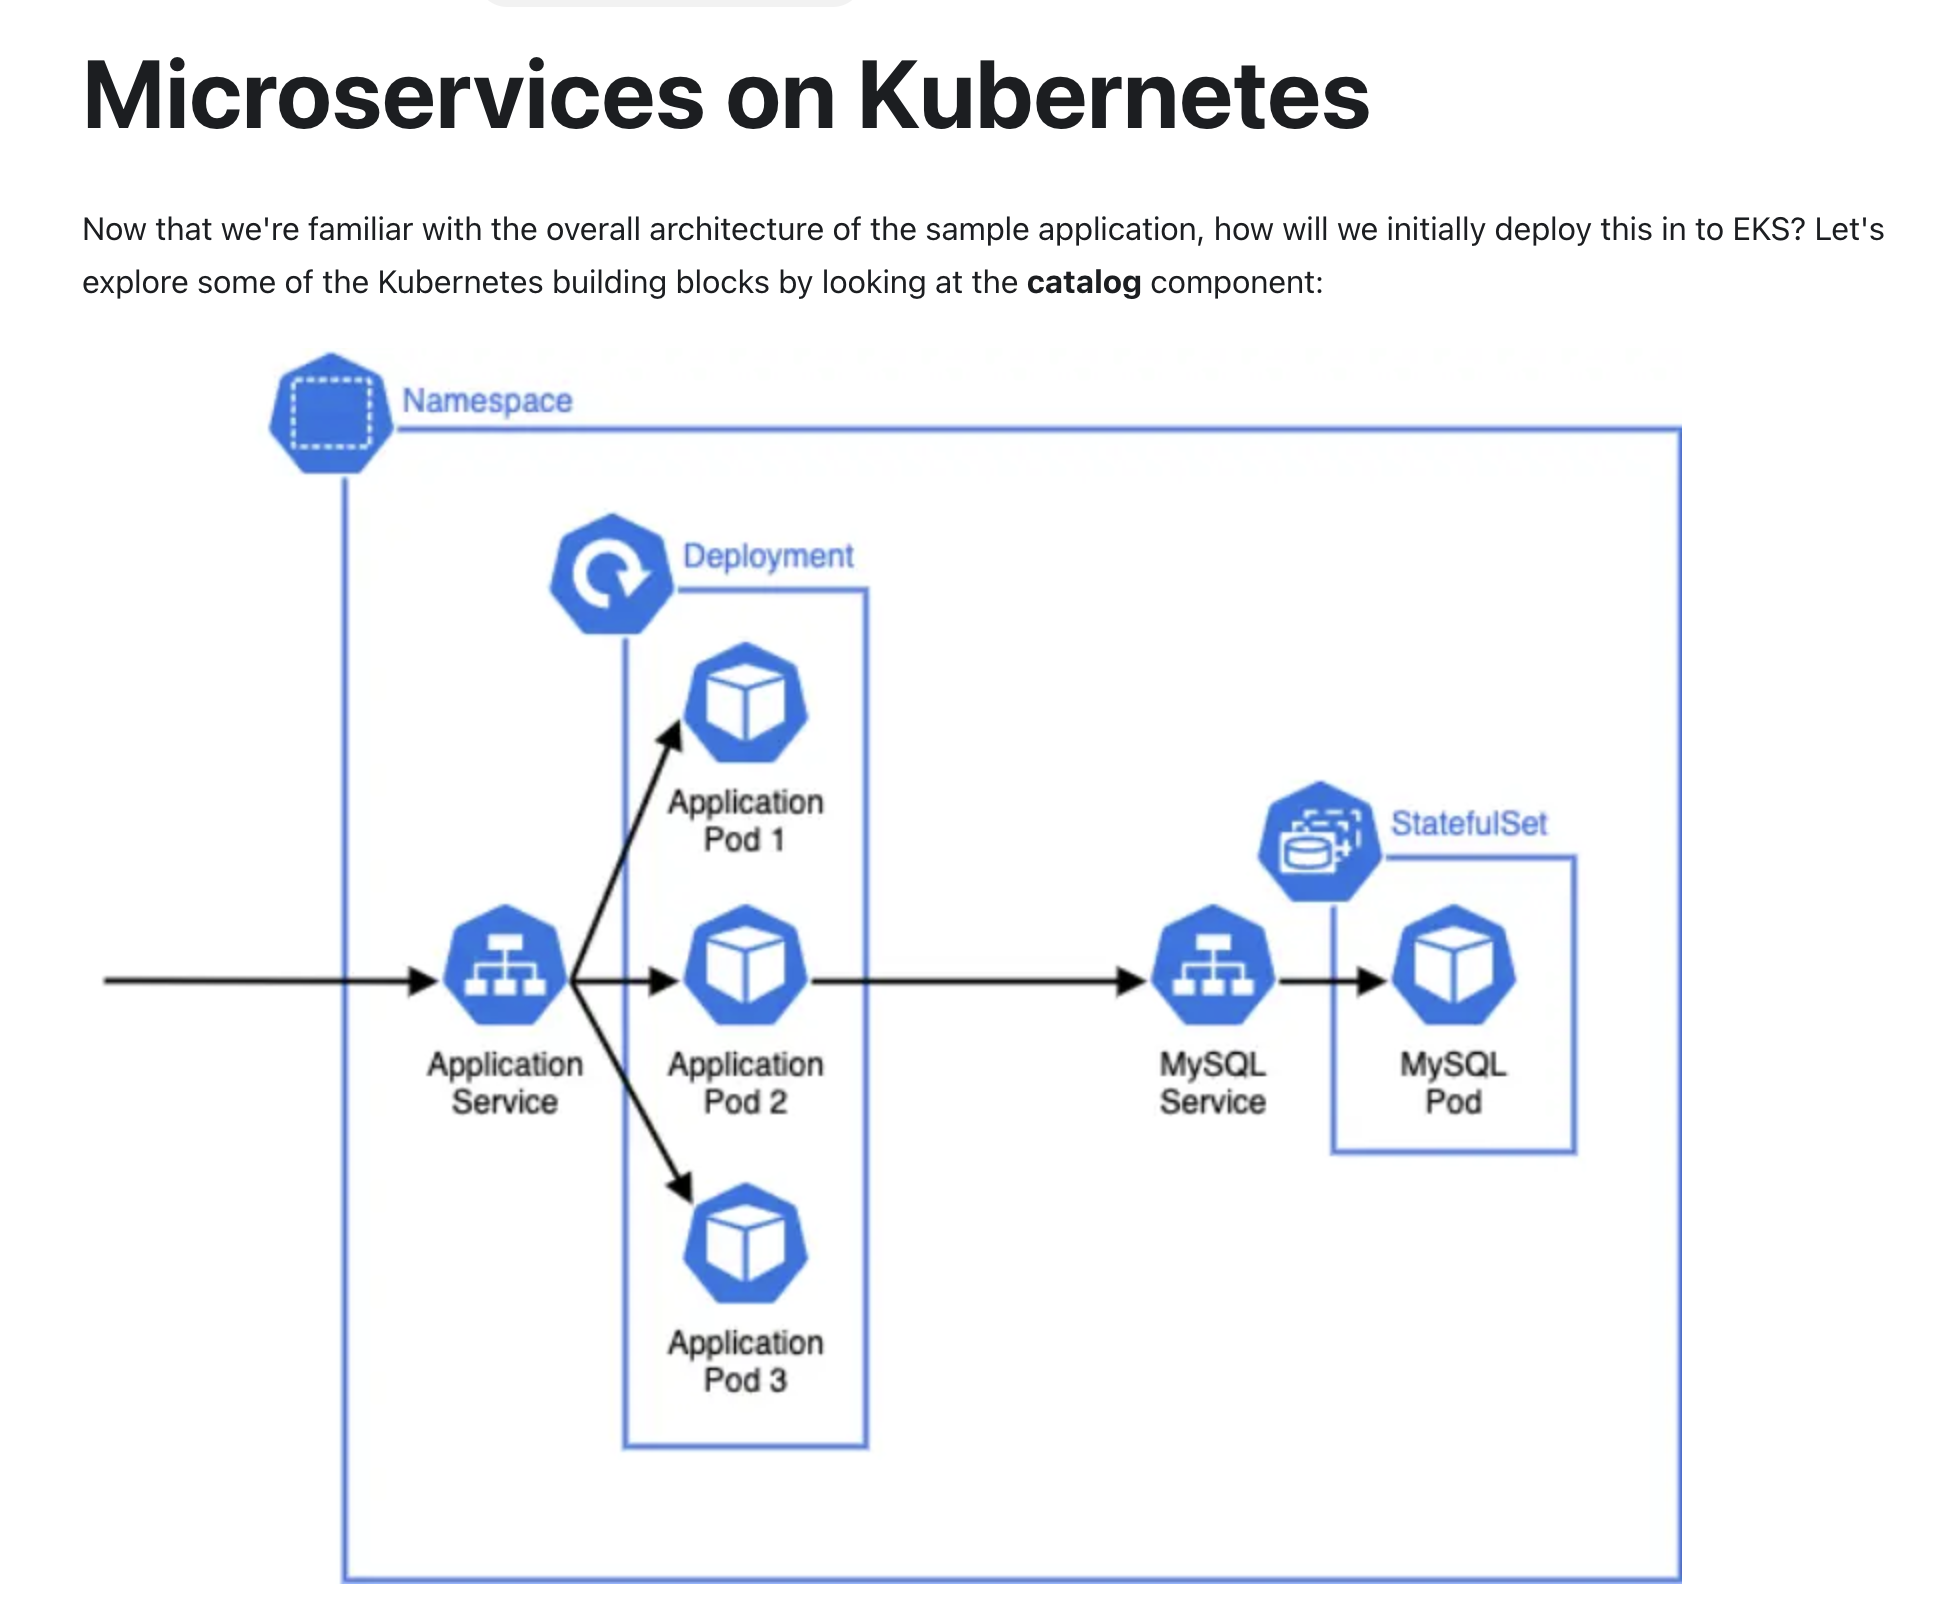 Microservices on Kubernetes
Now that we're familiar with the overall architecture of the sample application, how will we initially deploy this in to EKS? Let's
explore some of the Kubernetes building blocks by looking at the catalog component:
Namespace
Deployment
Application
Pod 1
StatefulSet
Application
Service
Application
Pod 2
MySQL
Service
MySQL
Pod
Application
Pod 3